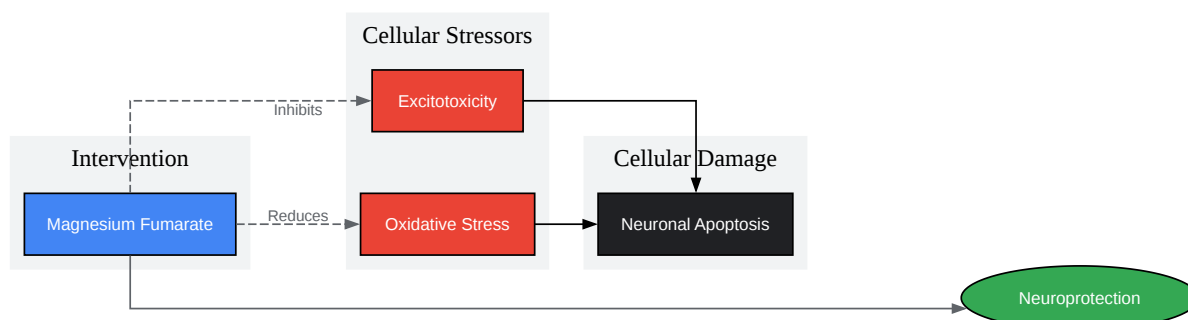 Cellular Stressors
Excitotoxicity
Inhibits
Intervention
Cellular Damage
Magnesium Fumarate
Reduces
Oxidative Stress
Neuronal Apoptosis
Neuroprotection